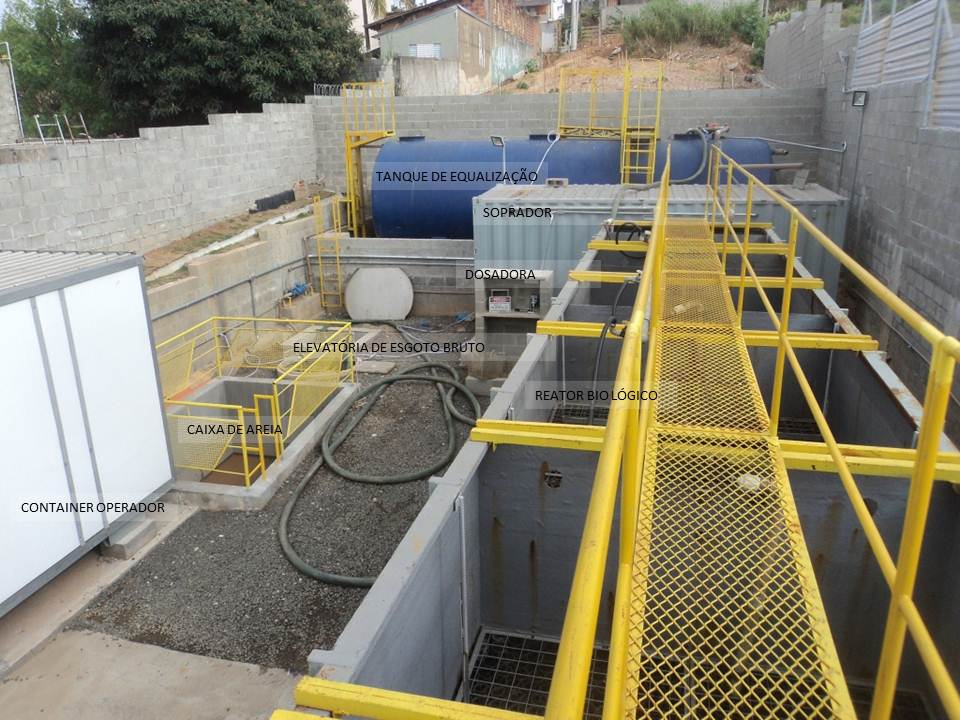 TANQUE DE EQUALIZAÇÃO
SOPRADOR
DOSADORA
ELEVATÓRIA DE ESGOTO BRUTO
REATOR BIO LÓGICO
CAIXA DE AREIA
CONTAINER OPERADOR